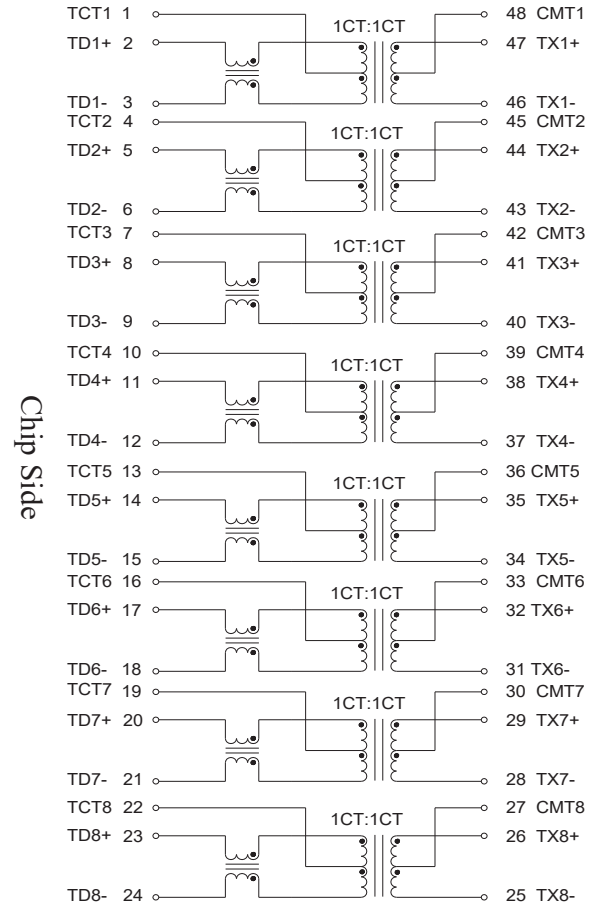 TCT1 1 48 CMT1
1CT:1CT
TD1+ 2 47 TX1+
TD1- 3 46 TX1-
TCT2 4 45 CMT2
1CT:1CT
TD2+ 5 44 TX2+
TD2- 6 43 TX2-
TCT3 7 42 CMT3
1CT:1CT
TD3+ 8 41 TX3+
TD3- 9 40 TX3-
TCT4 10 39 CMT4
1CT:1CT
TD4+ 11 38 TX4+
Chip Side
TD4- 12 37 TX4-
TCT5 13 36 CMT5
1CT:1CT
TD5+ 14 35 TX5+
TD5- 15 34 TX5-
TCT6 16 33 CMT6
1CT:1CT
TD6+ 17 32 TX6+
TD6- 18 31 TX6-
TCT7 19 30 CMT7
1CT:1CT
TD7+ 20 29 TX7+
TD7- 21 28 TX7-
TCT8 22 27 CMT8
1CT:1CT
TD8+ 23 26 TX8+
TD8- 24 25 TX8-